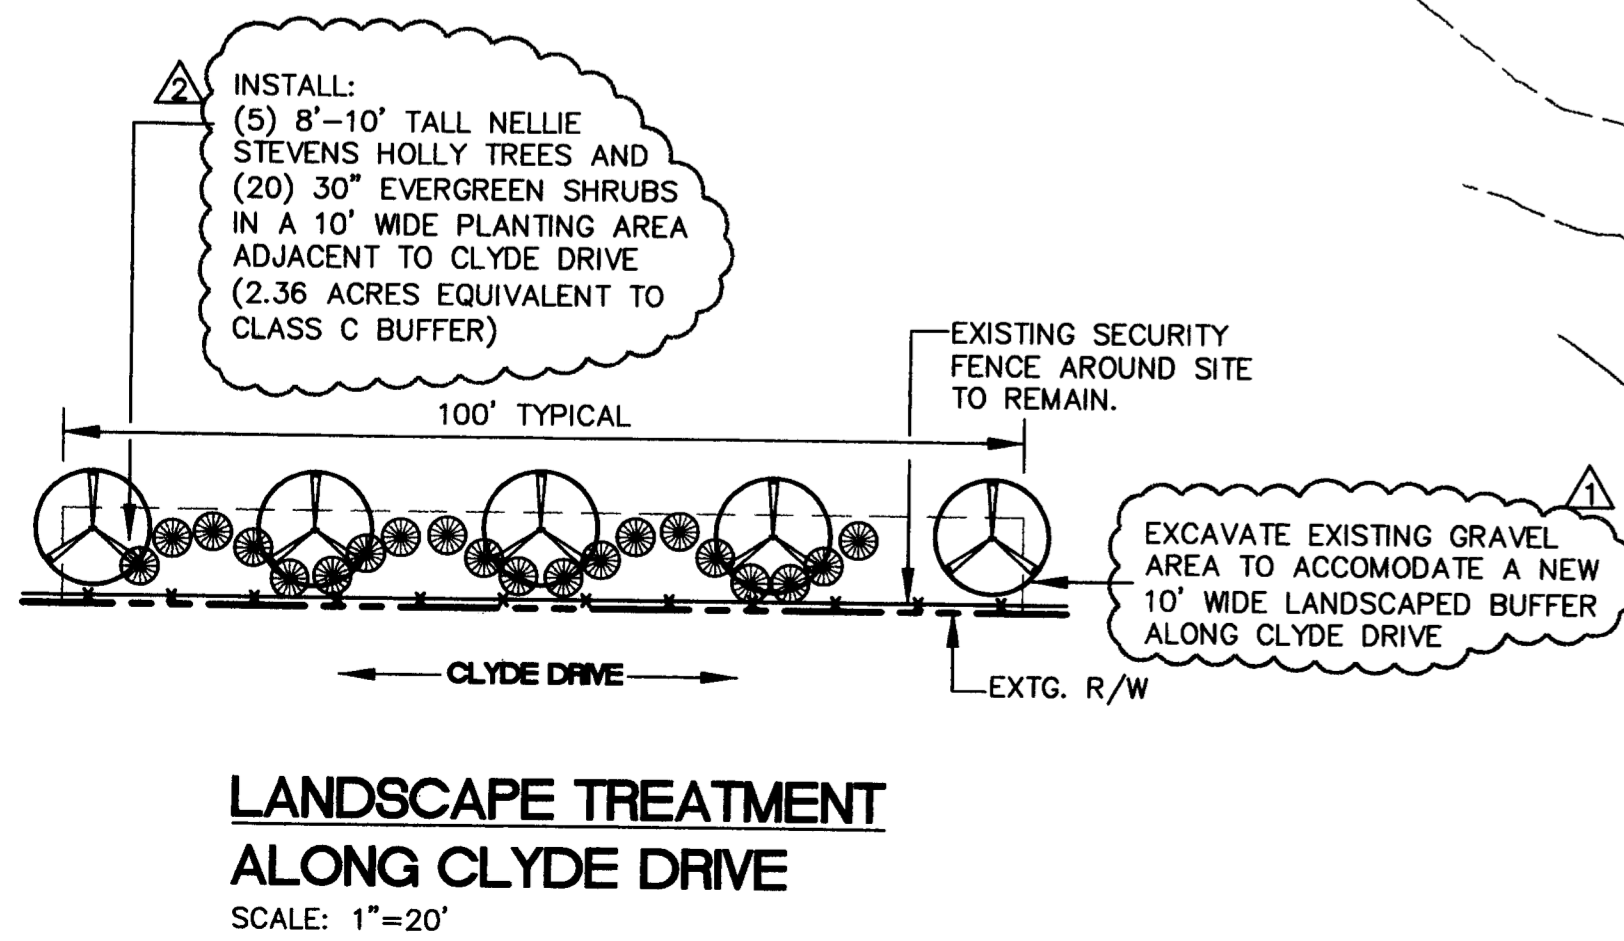 2
INSTALL:
(5) 8'-10' TALL NELLIE
STEVENS HOLLY TREES AND
(20) 30" EVERGREEN SHRUBS
IN A 10' WIDE PLANTING AREA
ADJACENT TO CLYDE DRIVE
(2.36 ACRES EQUIVALENT TO
CLASS C BUFFER)
EXISTING SECURITY
FENCE AROUND SITE
TO REMAIN.
100' TYPICAL
1
EXCAVATE EXISTING GRAVEL
AREA TO ACCOMODATE A NEW
10' WIDE LANDSCAPED BUFFER
ALONG CLYDE DRIVE
CLYDE DRIVE
EXTG. R/W
LANDSCAPE TREATMENT
ALONG CLYDE DRIVE
SCALE: 1"=20'